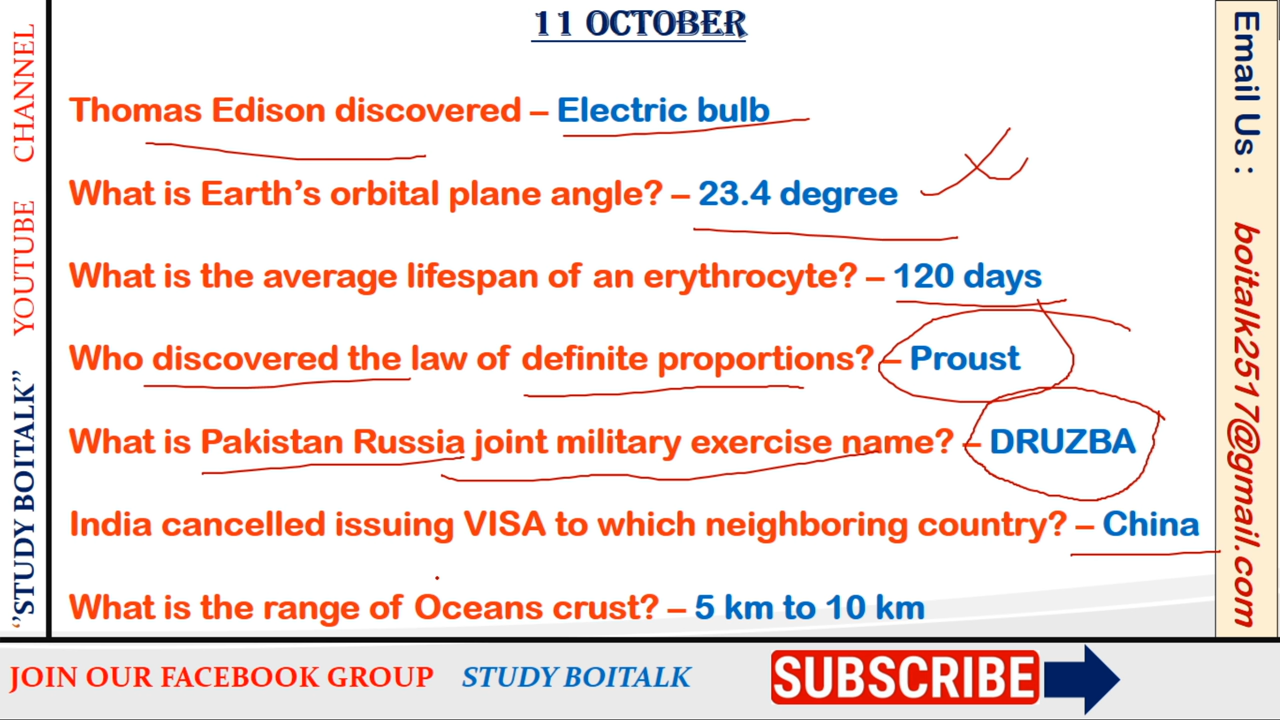 11 OCTOBER
Thomas Edison discovered – Electric bulb
What is Earth’s orbital plane angle? – 23.4 degree
What is the average lifespan of an erythrocyte? – 120 days
Who discovered the law of definite proportions? – Proust
What is Pakistan Russia joint military exercise name? – DRUZBA
India cancelled issuing VISA to which neighboring country? – China
What is the range of Oceans crust? – 5 km to 10 km
‘’STUDY BOITALK” YOUTUBE CHANNEL
Email Us : boitalk2517@gmail.com
JOIN OUR FACEBOOK GROUP STUDY BOITALK
SUBSCRIBE